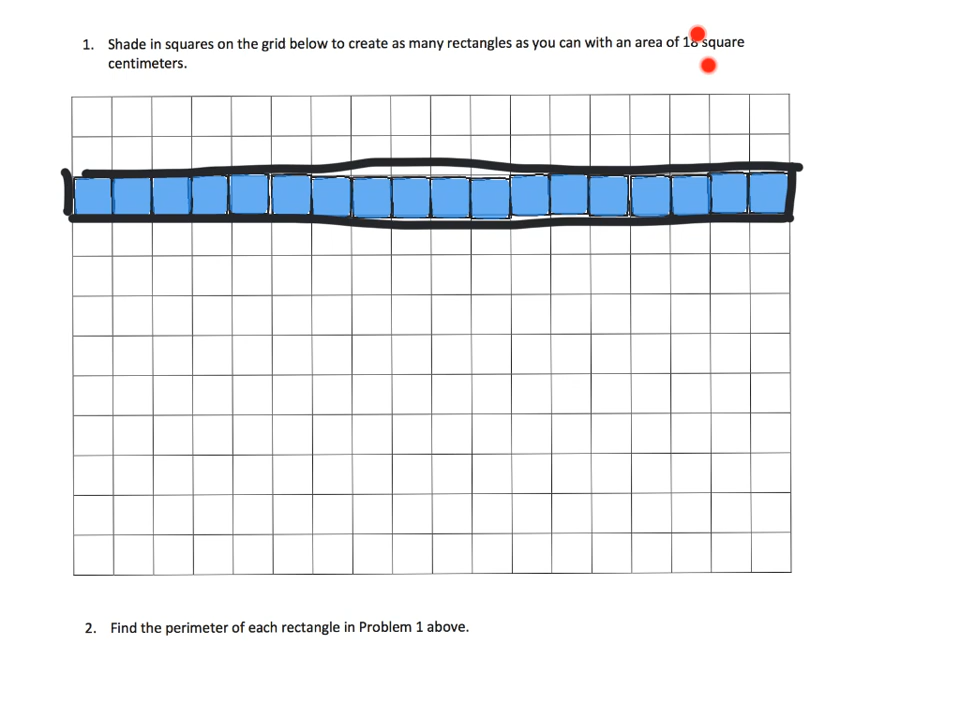 1. Shade in squares on the grid below to create as many rectangles as you can with an area of 18 square
centimeters.
2. Find the perimeter of each rectangle in Problem 1 above.